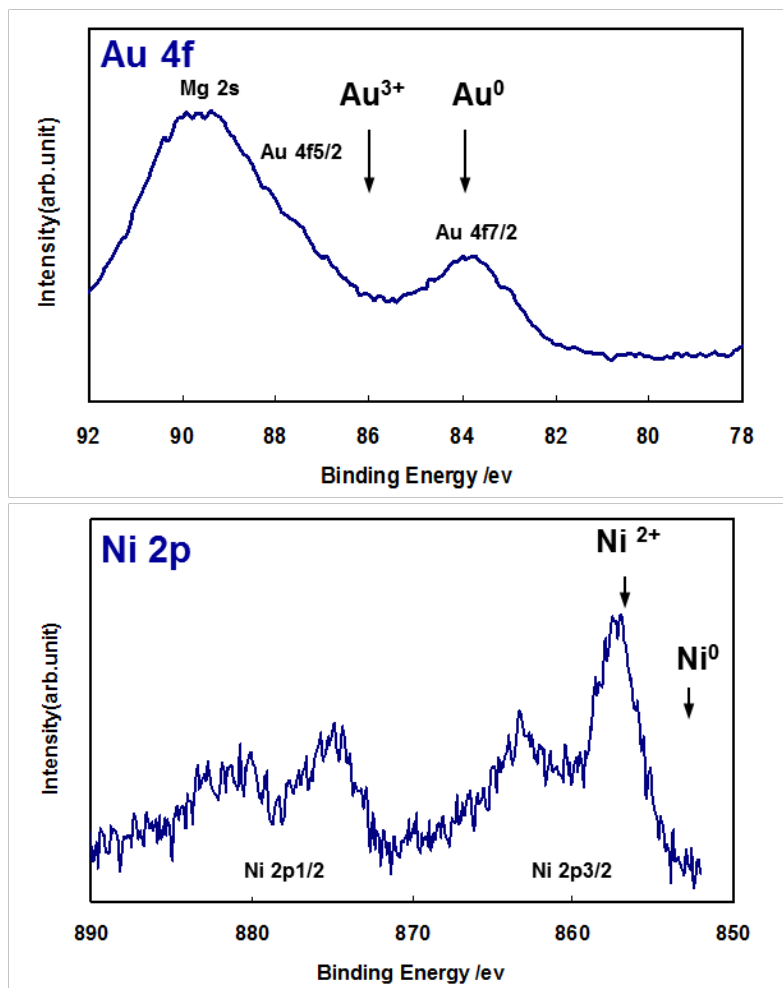 Au 4f
Mg 2s
Au³⁺ Au⁰
Au 4f5/2
Au 4f7/2
Intensity(arb.unit)
92 90 88 86 84 82 80 78
Binding Energy /ev
Ni 2p
Ni ²⁺
Ni⁰
Intensity(arb.unit)
Ni 2p1/2 Ni 2p3/2
890 880 870 860 850
Binding Energy /ev